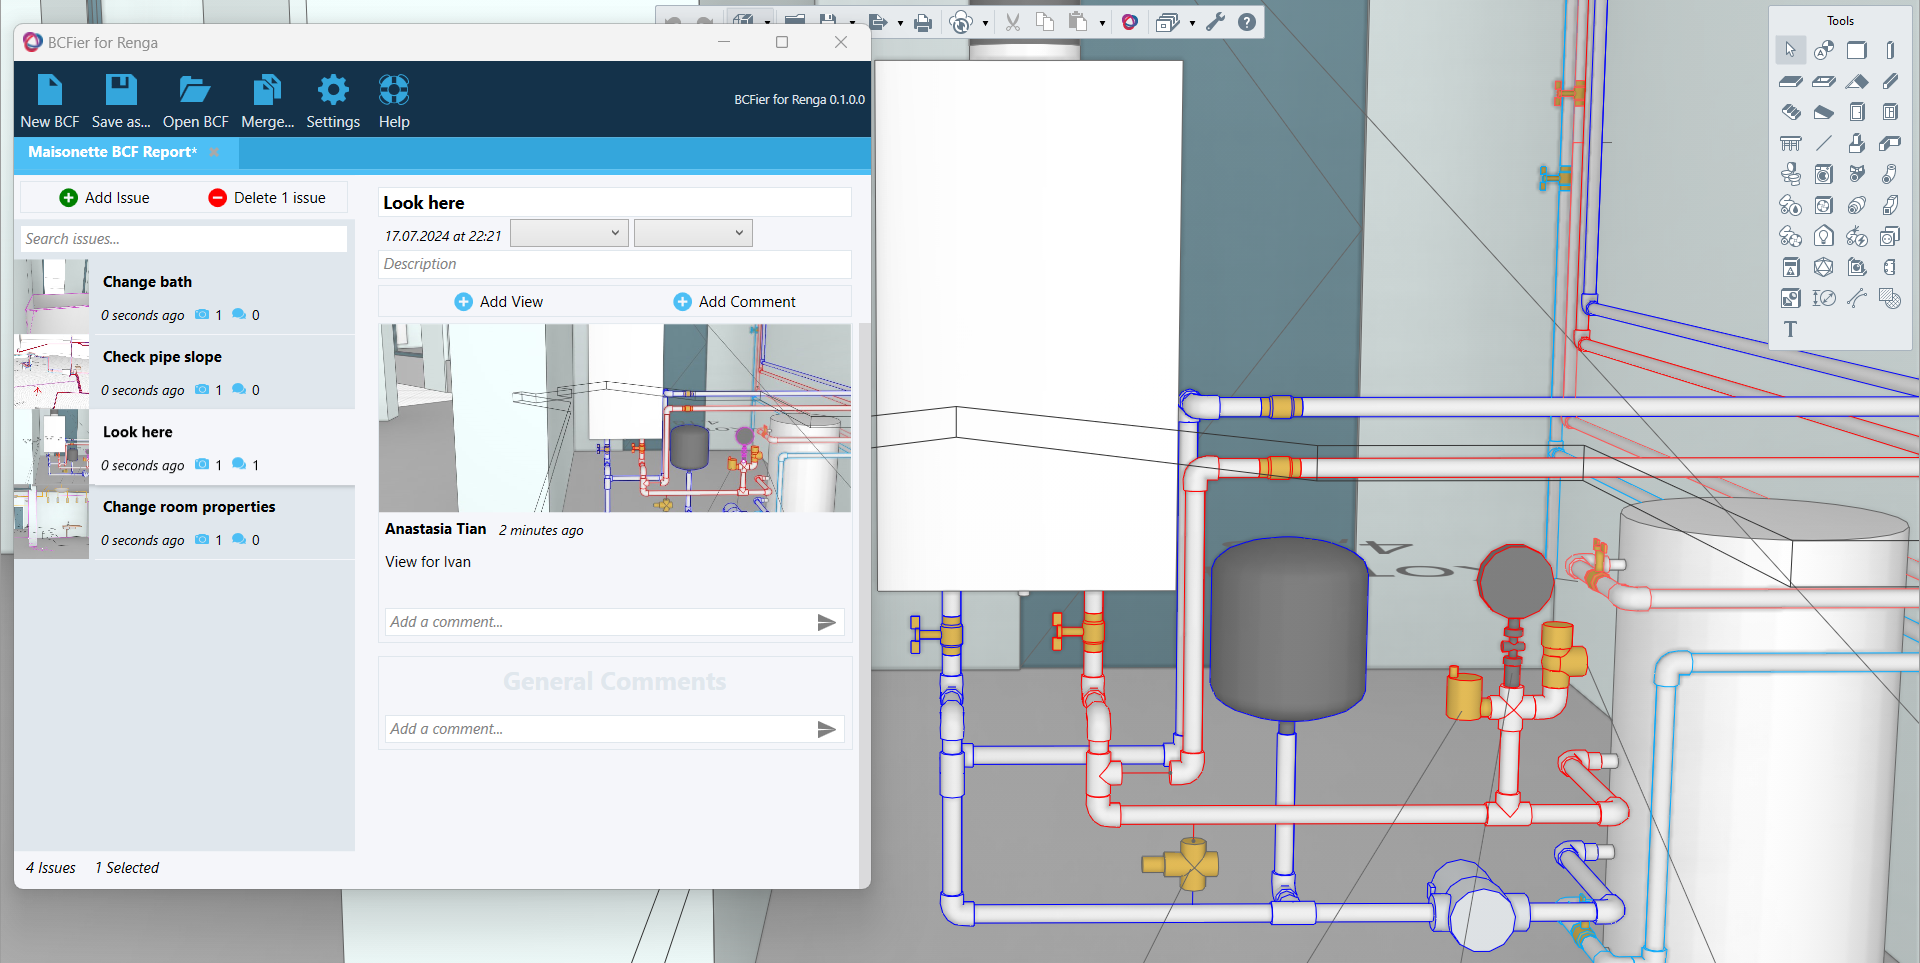 BCFier for Renga
New BCF
Save as...
Open BCF
Merge...
Settings
Help
BCFier for Renga 0.1.0.0
Maisonette BCF Report*
Add Issue
Delete 1 issue
Search issues...
Change bath
0 seconds ago 1 0
Check pipe slope
0 seconds ago 1 0
Look here
0 seconds ago 1 1
Change room properties
0 seconds ago 1 0
4 Issues 1 Selected
Look here
17.07.2024 at 22:21
Description
Add View
Add Comment
Anastasia Tian 2 minutes ago
View for Ivan
Add a comment...
General Comments
Add a comment...
Tools
T